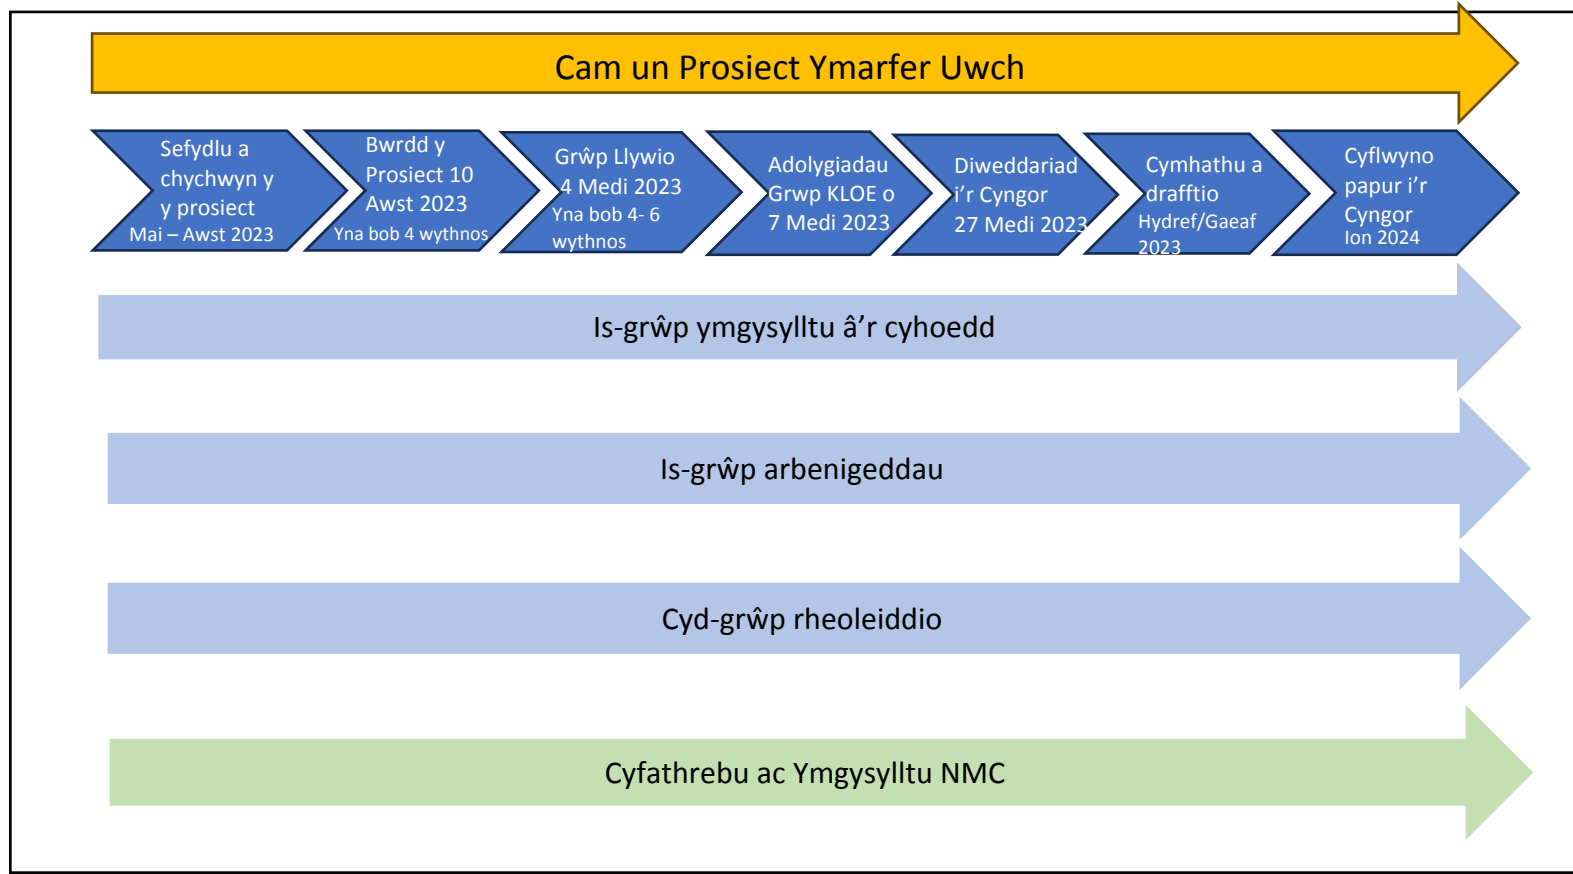 Cam un Prosiect Ymarfer Uwch
Sefydlu a
chychwyn y
y prosiect
Mai – Awst 2023
Bwrdd y
Prosiect 10
Awst 2023
Yna bob 4 wythnos
Grŵp Llywio
4 Medi 2023
Yna bob 4- 6
wythnos
Adolygiadau
Grwp KLOE o
7 Medi 2023
Diweddariad
i’r Cyngor
27 Medi 2023
Cymhathu a
drafftio
Hydref/Gaeaf
2023
Cyflwyno
papur i’r
Cyngor
Ion 2024
Is-grŵp ymgysylltu â’r cyhoedd
Is-grŵp arbenigeddau
Cyd-grŵp rheoleiddio
Cyfathrebu ac Ymgysylltu NMC